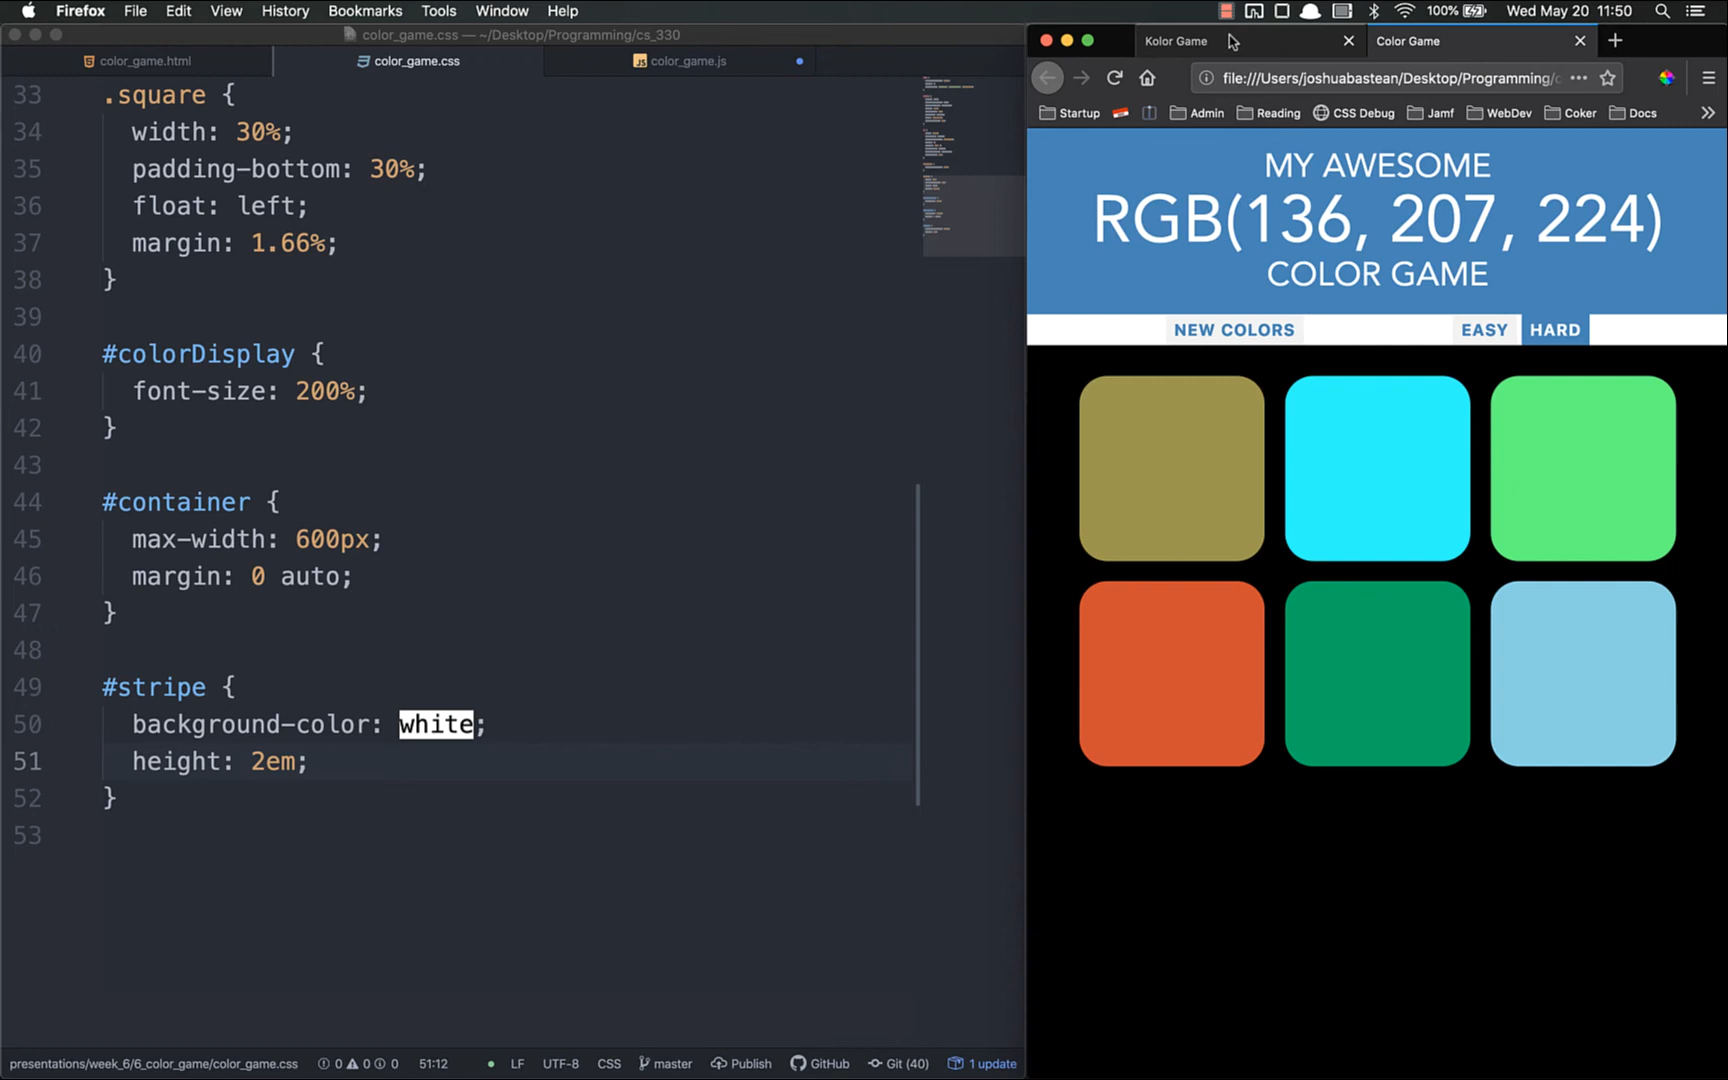 Firefox File Edit View History Bookmarks Tools Window Help 100% Wed May 20 11:50
color_game.css — ~/Desktop/Programming/cs_330
color_game.html color_game.css color_game.js
33 .square {
34 width: 30%;
35 padding-bottom: 30%;
36 float: left;
37 margin: 1.66%;
38 }
39
40 #colorDisplay {
41 font-size: 200%;
42 }
43
44 #container {
45 max-width: 600px;
46 margin: 0 auto;
47 }
48
49 #stripe {
50 background-color: white;
51 height: 2em;
52 }
53
presentations/week_6/6_color_game/color_game.css 0 0 0 51:12 LF UTF-8 CSS master Publish GitHub Git (40) 1 update
Kolor Game Color Game
file:///Users/joshuabastean/Desktop/Programming/
Startup Admin Reading CSS Debug Jamf WebDev Coker Docs
MY AWESOME
RGB(136, 207, 224)
COLOR GAME
NEW COLORS EASY HARD